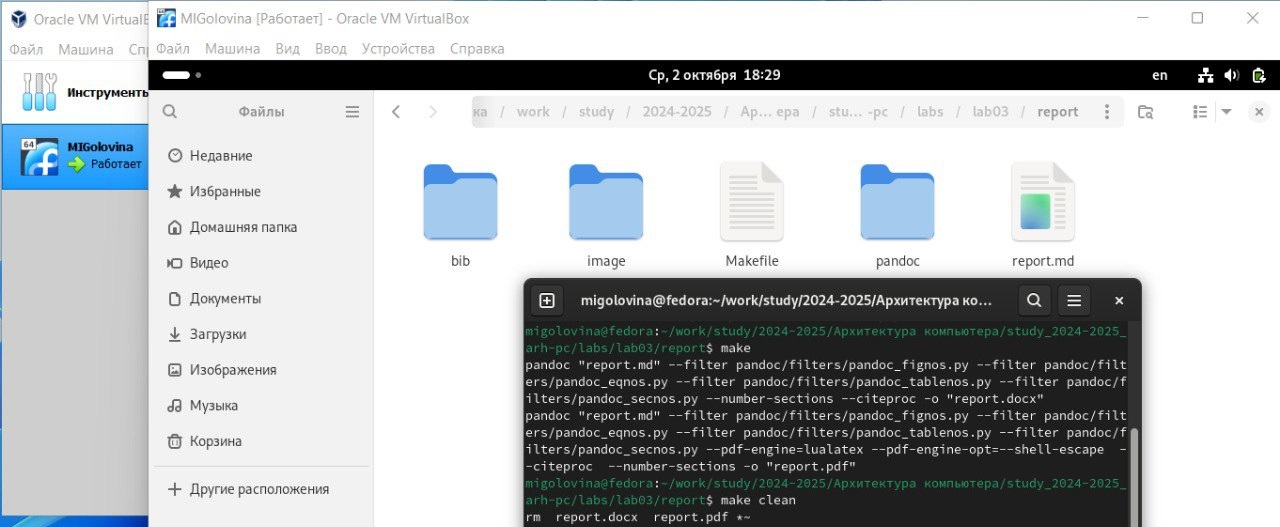 Oracle VM VirtualB
MIGolovina [Работает] - Oracle VM VirtualBox
Файл Машина Спр
Файл Машина Вид Ввод Устройства Справка
Ср, 2 октября 18:29
en
Инструменты
64
MIGolovina
Работает
Файлы
ка / work / study / 2024-2025 / Ар… ера / stu… -pc / labs / lab03 / report
Недавние
Избранные
Домашняя папка
Видео
Документы
Загрузки
Изображения
Музыка
Корзина
Другие расположения
bib
image
Makefile
pandoc
report.md
migolovina@fedora:~/work/study/2024-2025/Архитектура ко…
migolovina@fedora:~/work/study/2024-2025/Архитектура компьютера/study_2024-2025_
arh-pc/labs/lab03/report$ make
pandoc "report.md" --filter pandoc/filters/pandoc_fignos.py --filter pandoc/filt
ers/pandoc_eqnos.py --filter pandoc/filters/pandoc_tablenos.py --filter pandoc/f
ilters/pandoc_secnos.py --number-sections --citeproc -o "report.docx"
pandoc "report.md" --filter pandoc/filters/pandoc_fignos.py --filter pandoc/filt
ers/pandoc_eqnos.py --filter pandoc/filters/pandoc_tablenos.py --filter pandoc/f
ilters/pandoc_secnos.py --pdf-engine=lualatex --pdf-engine-opt=--shell-escape -
-citeproc --number-sections -o "report.pdf"
migolovina@fedora:~/work/study/2024-2025/Архитектура компьютера/study_2024-2025_
arh-pc/labs/lab03/report$ make clean
rm report.docx report.pdf *~